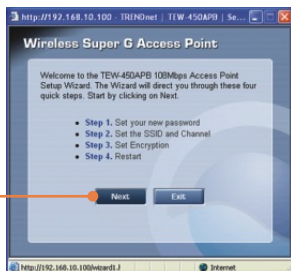 http://192.168.10.100 - TRENDnet | TEW-450APB | Se...
Wireless Super G Access Point
Welcome to the TEW-450APB 108Mbps Access Point
Setup Wizard. The Wizard will direct you through these four
quick steps. Start by clicking on Next.
Step 1. Set your new password
Step 2. Set the SSID and Channel
Step 3. Set Encryption
Step 4. Restart
Next Exit
http://192.168.10.100/wizard1.} Internet